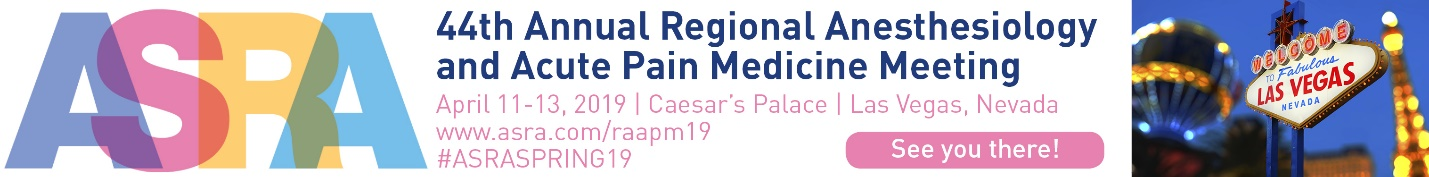 ASRA
44th Annual Regional Anesthesiology
and Acute Pain Medicine Meeting
April 11-13, 2019 | Caesar's Palace | Las Vegas, Nevada
www.asra.com/raapm19
#ASRASPRING19
See you there!
WELCOME
TO Fabulous
LAS VEGAS
NEVADA